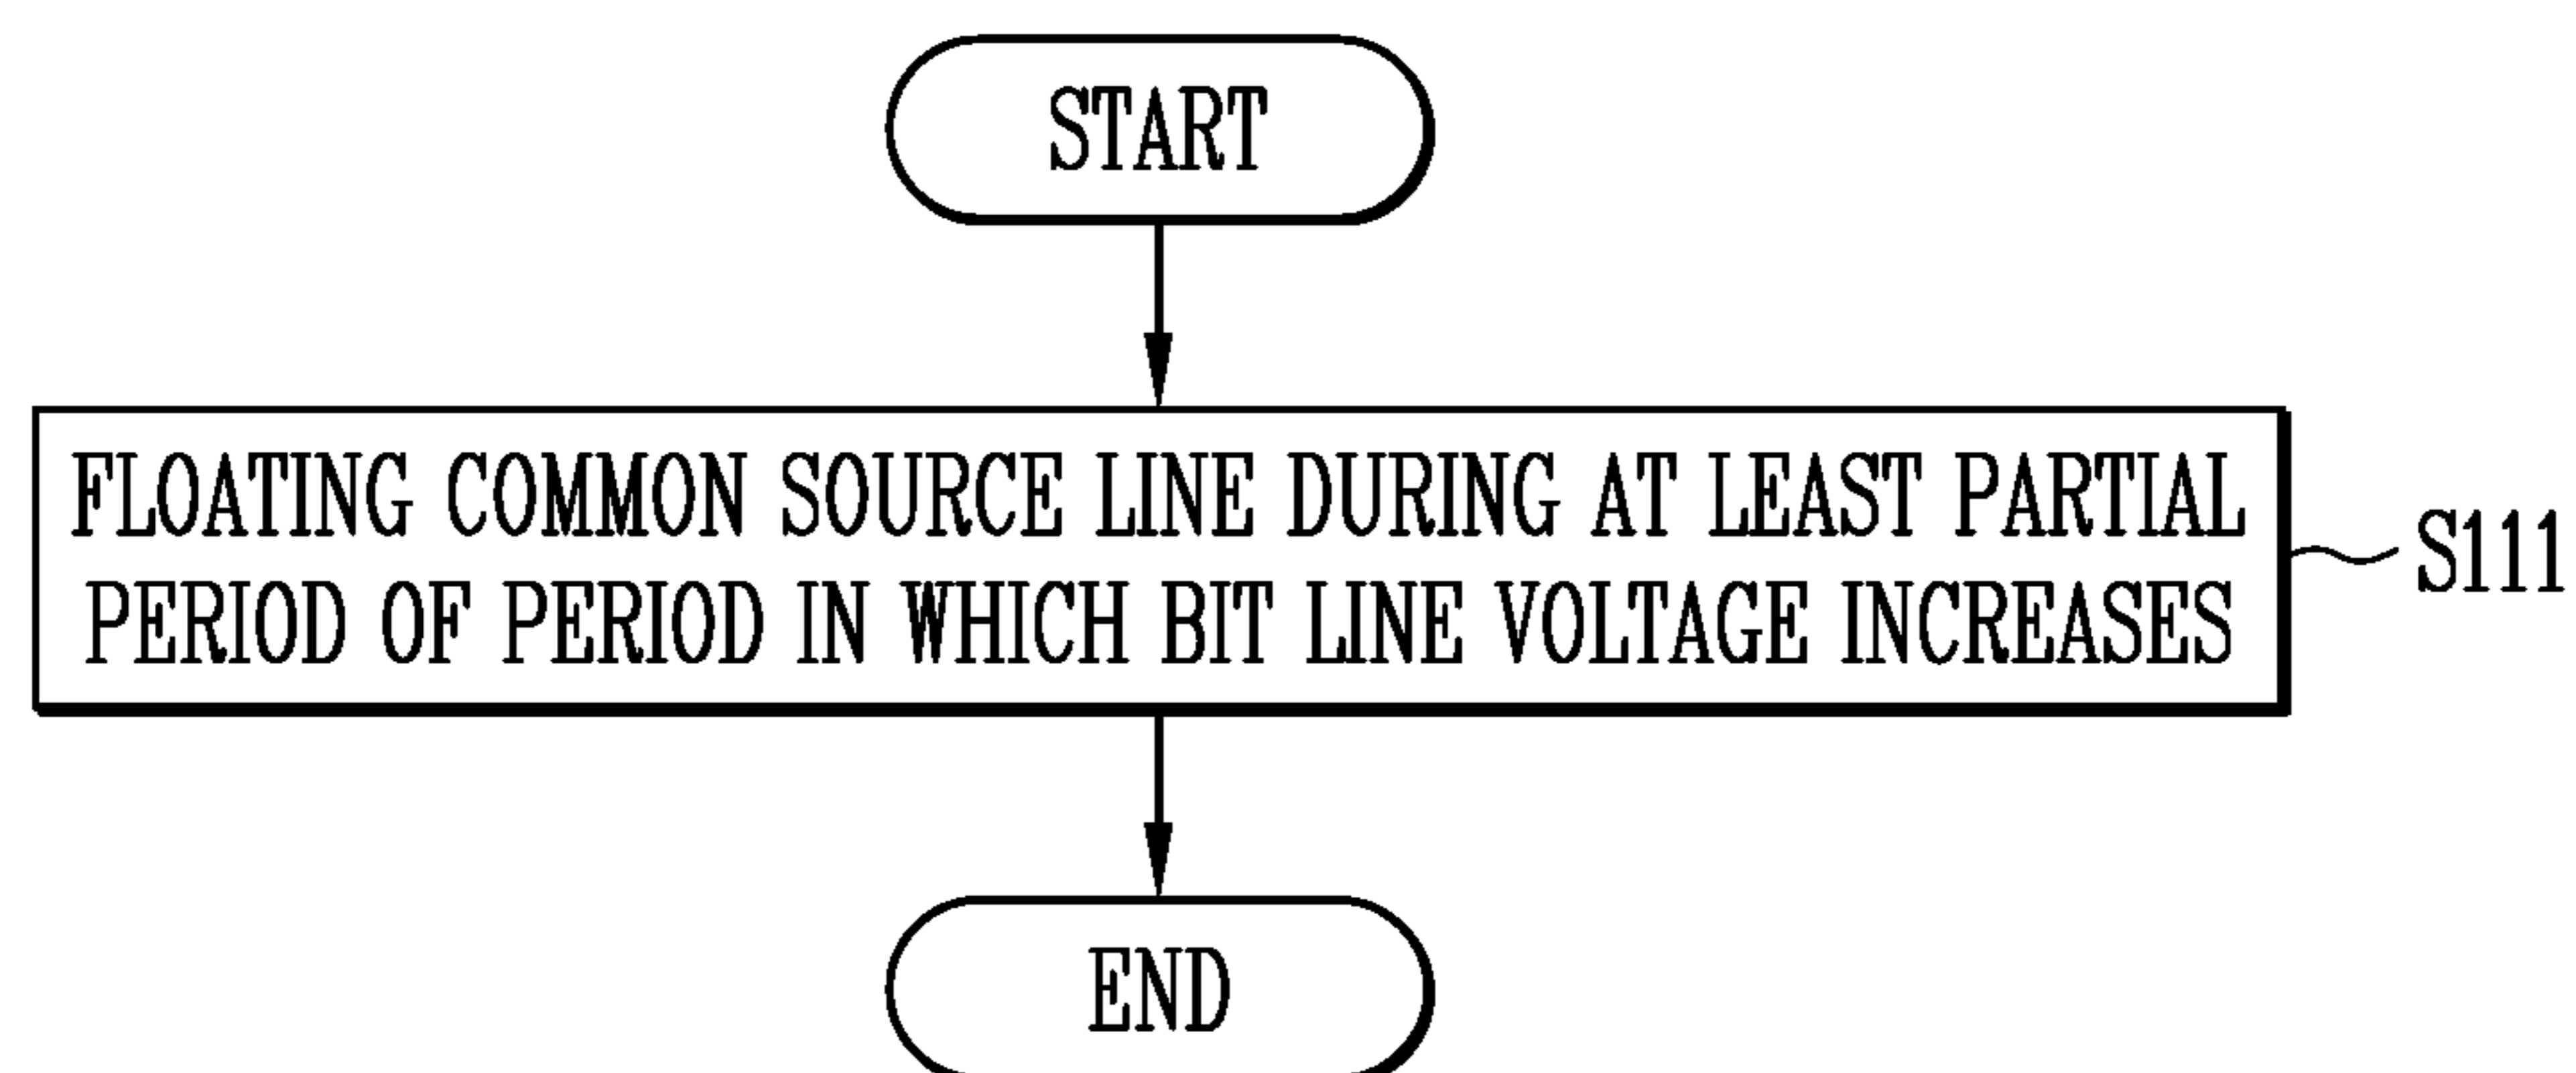 START
FLOATING COMMON SOURCE LINE DURING AT LEAST PARTIAL
PERIOD OF PERIOD IN WHICH BIT LINE VOLTAGE INCREASES
S111
END